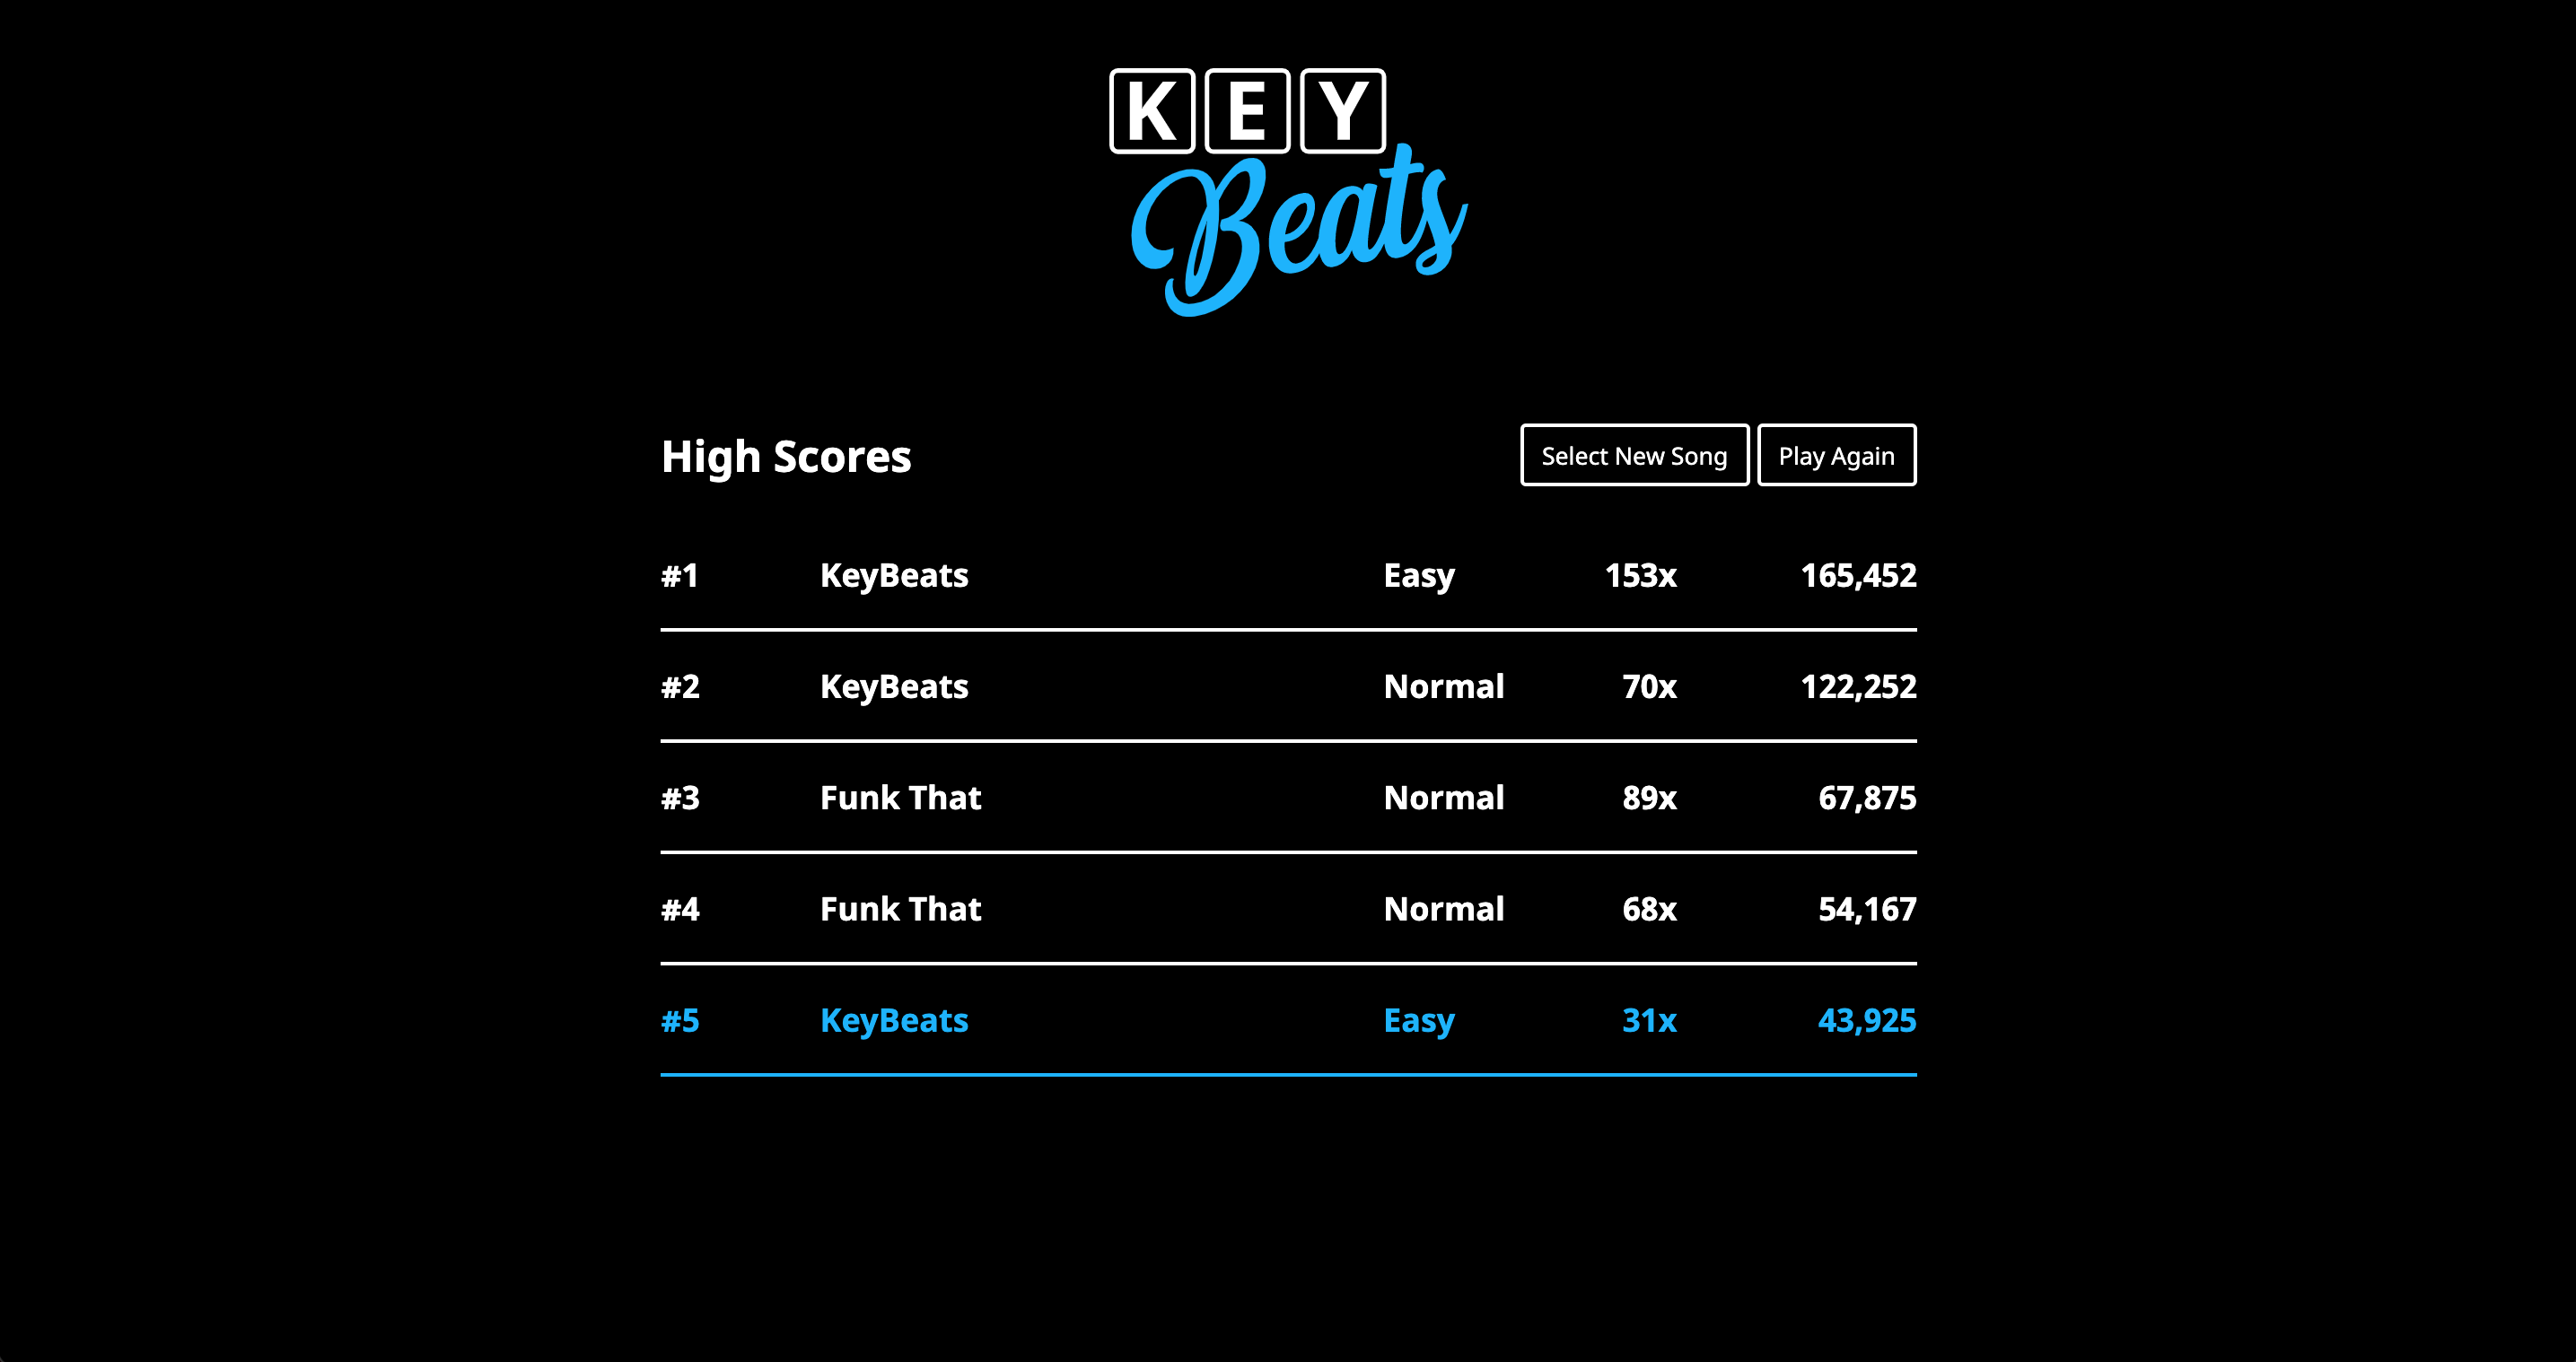 KEY
Beats
High Scores Select New Song Play Again
#1 KeyBeats Easy 153x 165,452
#2 KeyBeats Normal 70x 122,252
#3 Funk That Normal 89x 67,875
#4 Funk That Normal 68x 54,167
#5 KeyBeats Easy 31x 43,925